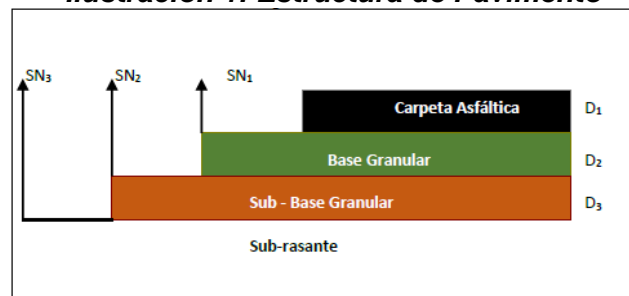 Ilustración 1. Estructura de Pavimento
SN₃ SN₂ SN₁
Carpeta Asfáltica D₁
Base Granular D₂
Sub - Base Granular D₃
Sub-rasante